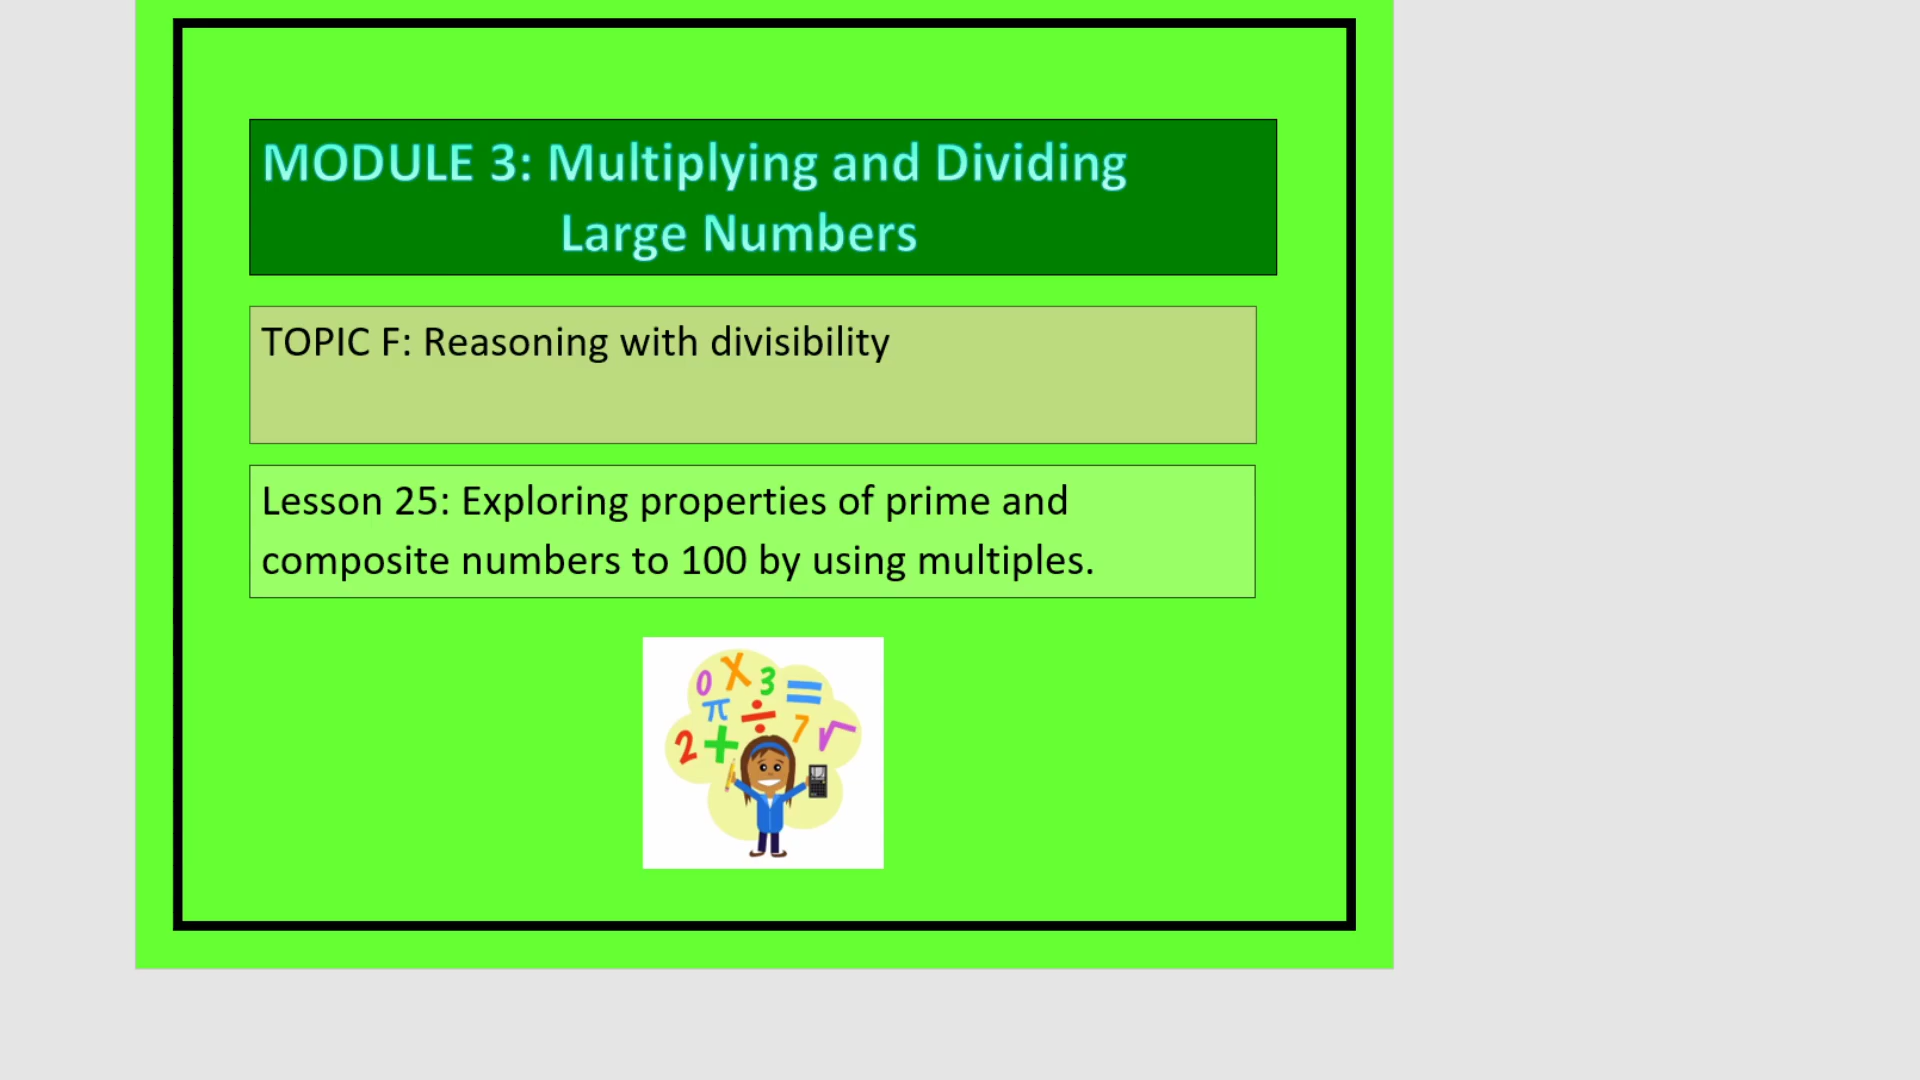 MODULE 3: Multiplying and Dividing
Large Numbers
TOPIC F: Reasoning with divisibility
Lesson 25: Exploring properties of prime and
composite numbers to 100 by using multiples.
0 X 3 =
π ÷ 7 √
2 +